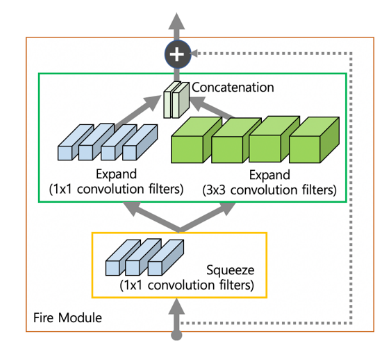 +
Concatenation
Expand
(1x1 convolution filters)
Expand
(3x3 convolution filters)
Squeeze
(1x1 convolution filters)
Fire Module